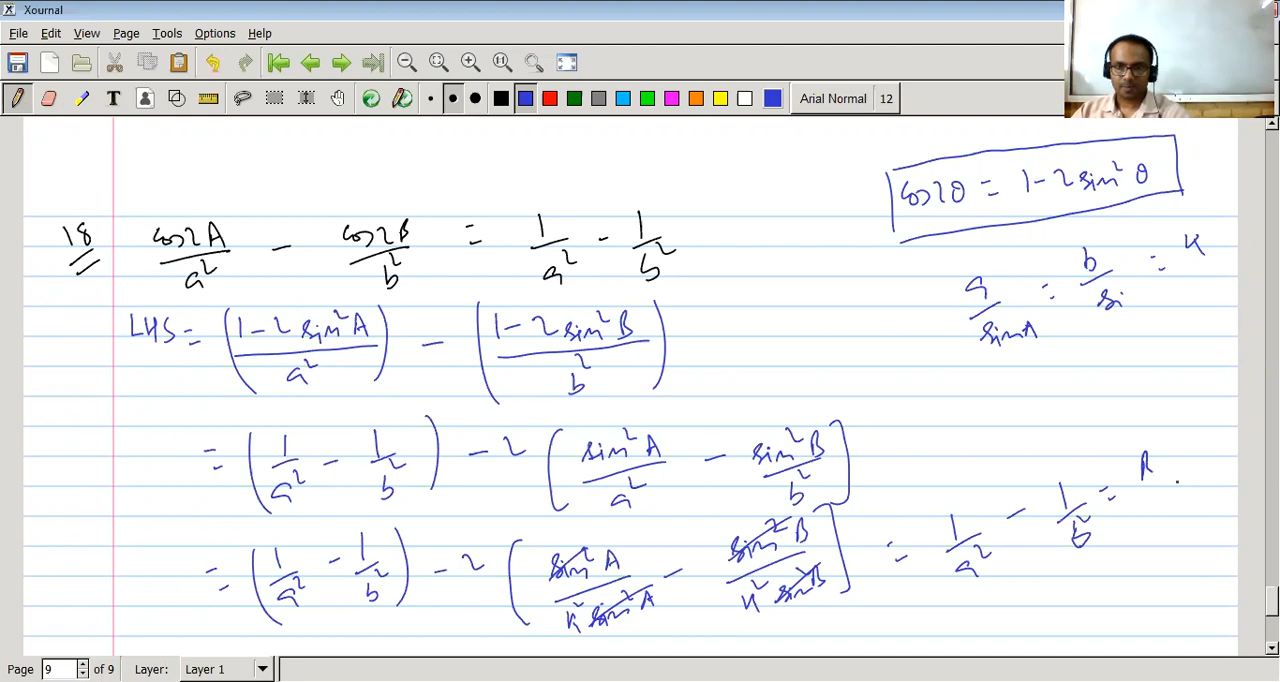 Xournal
File Edit View Page Tools Options Help
Arial Normal 12
cos2θ = 1-2sin²θ
18 cos2A/a² - cos2B/b² = 1/a² - 1/b²
a/sinA = b/si = K
LHS = (1-2sin²A/a²) - (1-2sin²B/b²)
= (1/a² - 1/b²) - 2[sin²A/a² - sin²B/b²]
= (1/a² - 1/b²) - 2[sin²A/K²sin²A - sin²B/K²sin²B] = 1/a² - 1/b² = R
Page 9 of 9 Layer: Layer 1